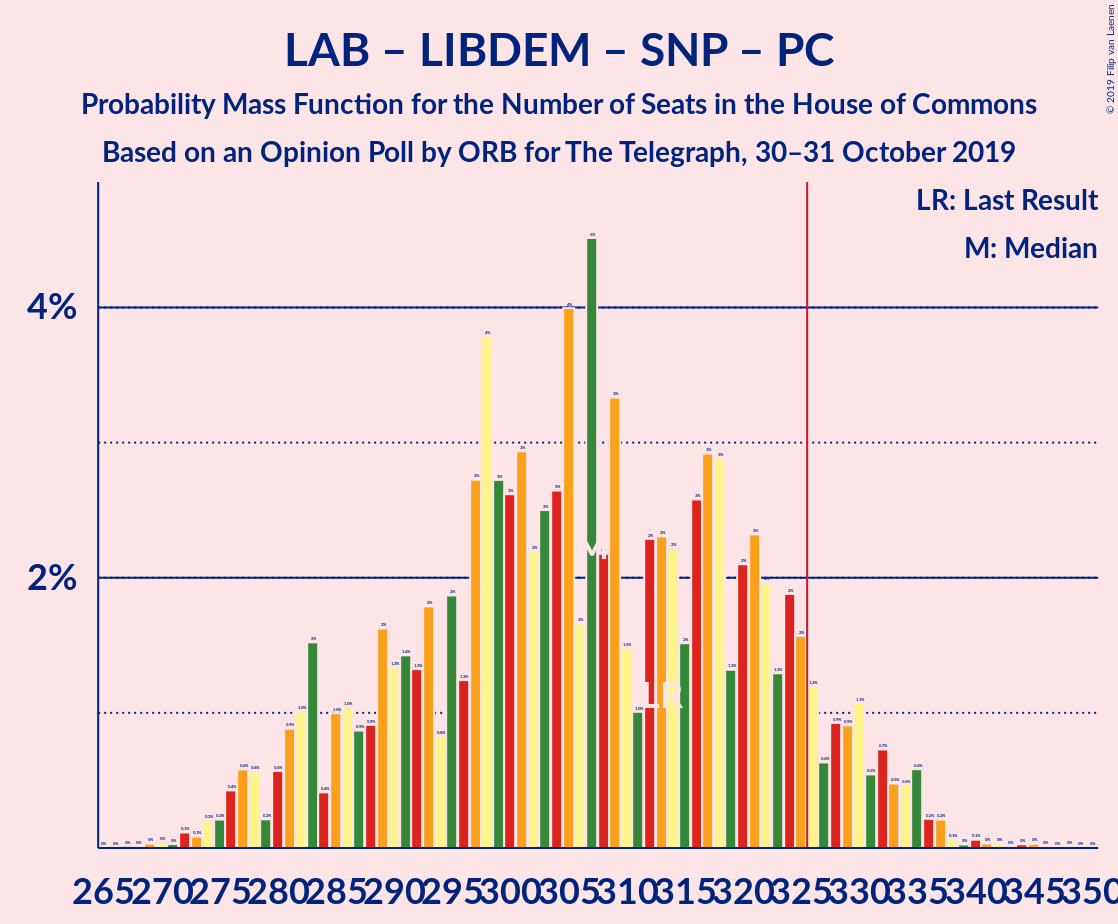 LAB – LIBDEM – SNP – PC
Probability Mass Function for the Number of Seats in the House of Commons
Based on an Opinion Poll by ORB for The Telegraph, 30–31 October 2019
© 2019 Filip van Laenen
LR: Last Result
M: Median
4%
2%
M
LR
265 270 275 280 285 290 295 300 305 310 315 320 325 330 335 340 345 350